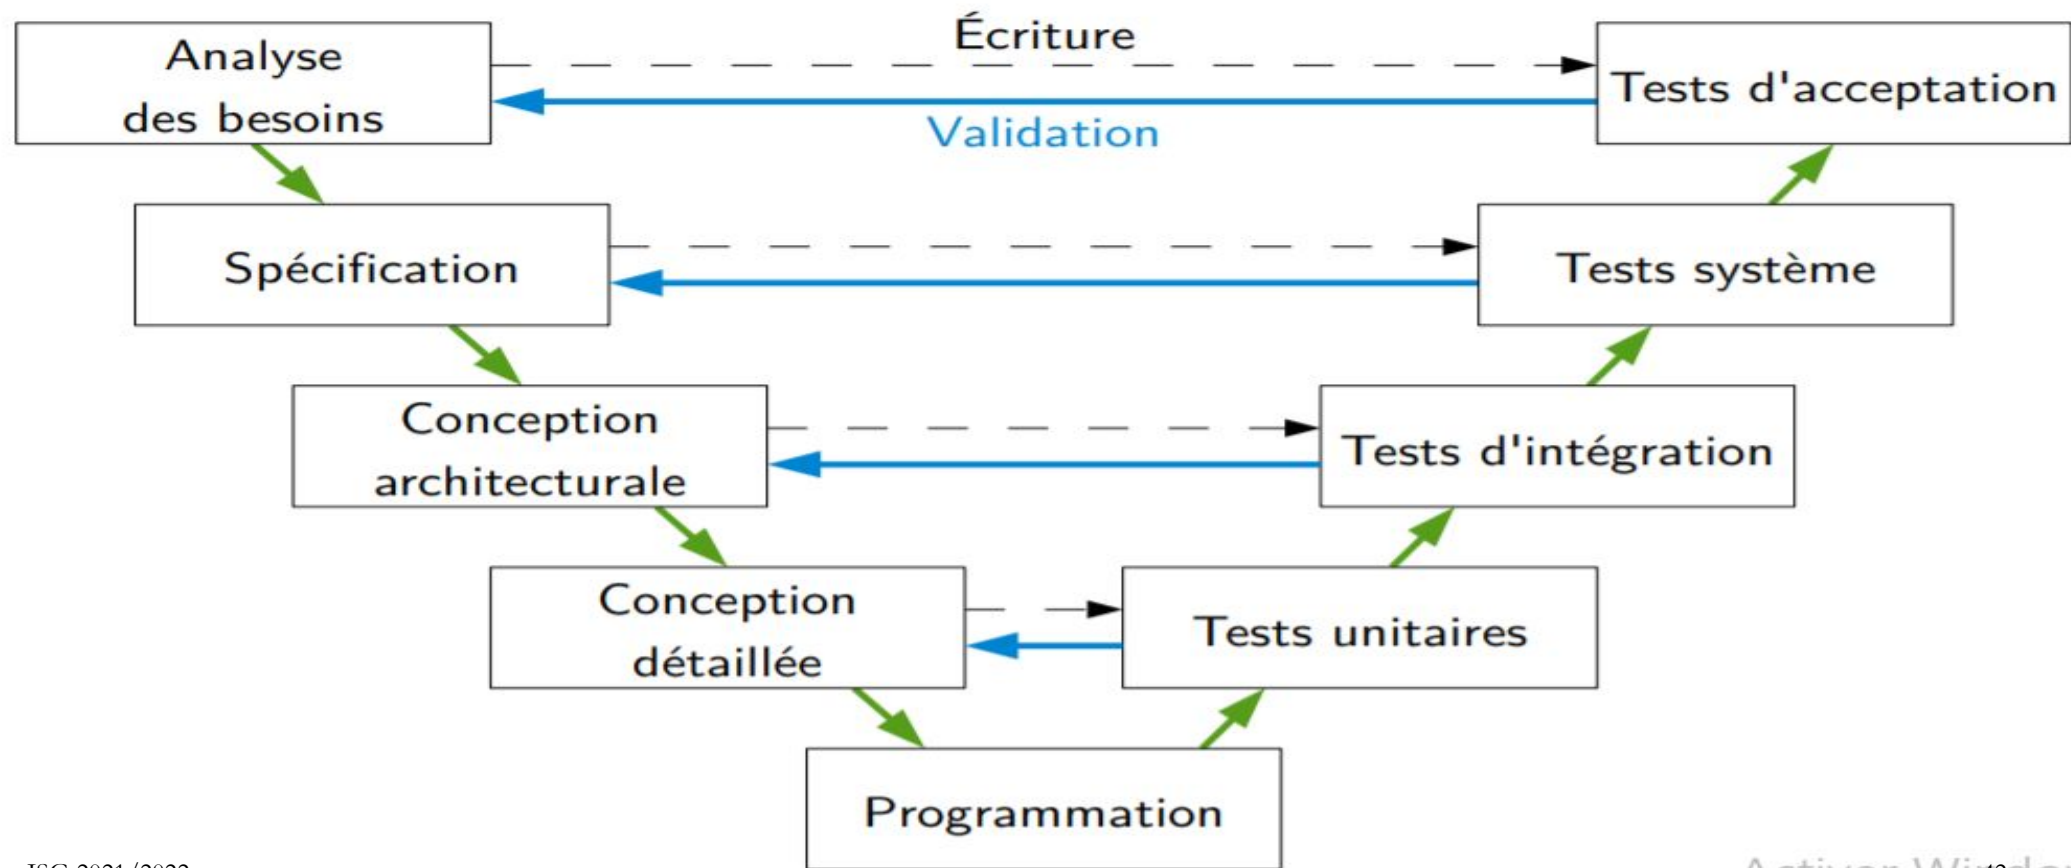 Écriture
Analyse
des besoins
Tests d'acceptation
Validation
Spécification
Tests système
Conception
architecturale
Tests d'intégration
Conception
détaillée
Tests unitaires
Programmation